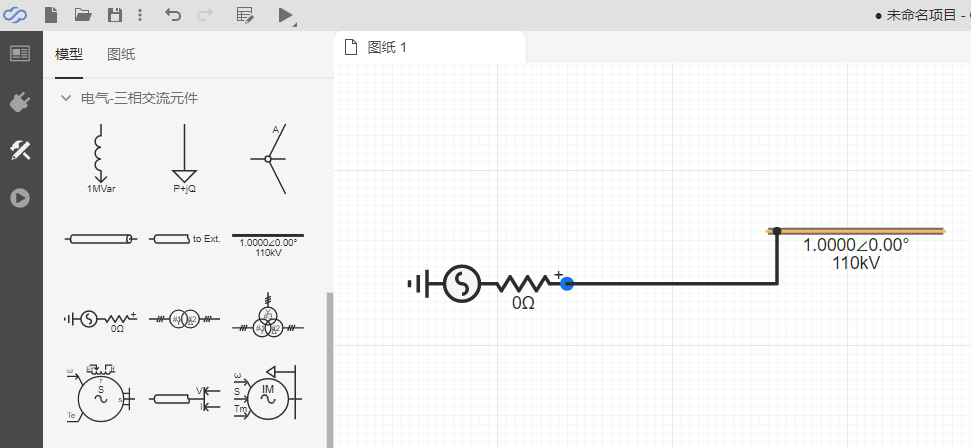 ● 未命名项目 -
模型 图纸
图纸 1
电气-三相交流元件
A
1MVar
P+jQ
to Ext.
1.0000∠0.00°
110kV
+
0Ω
#1 #2
ω
S
s
Te
V
I
ω
S
Tm
IM
1.0000∠0.00°
110kV
+
0Ω